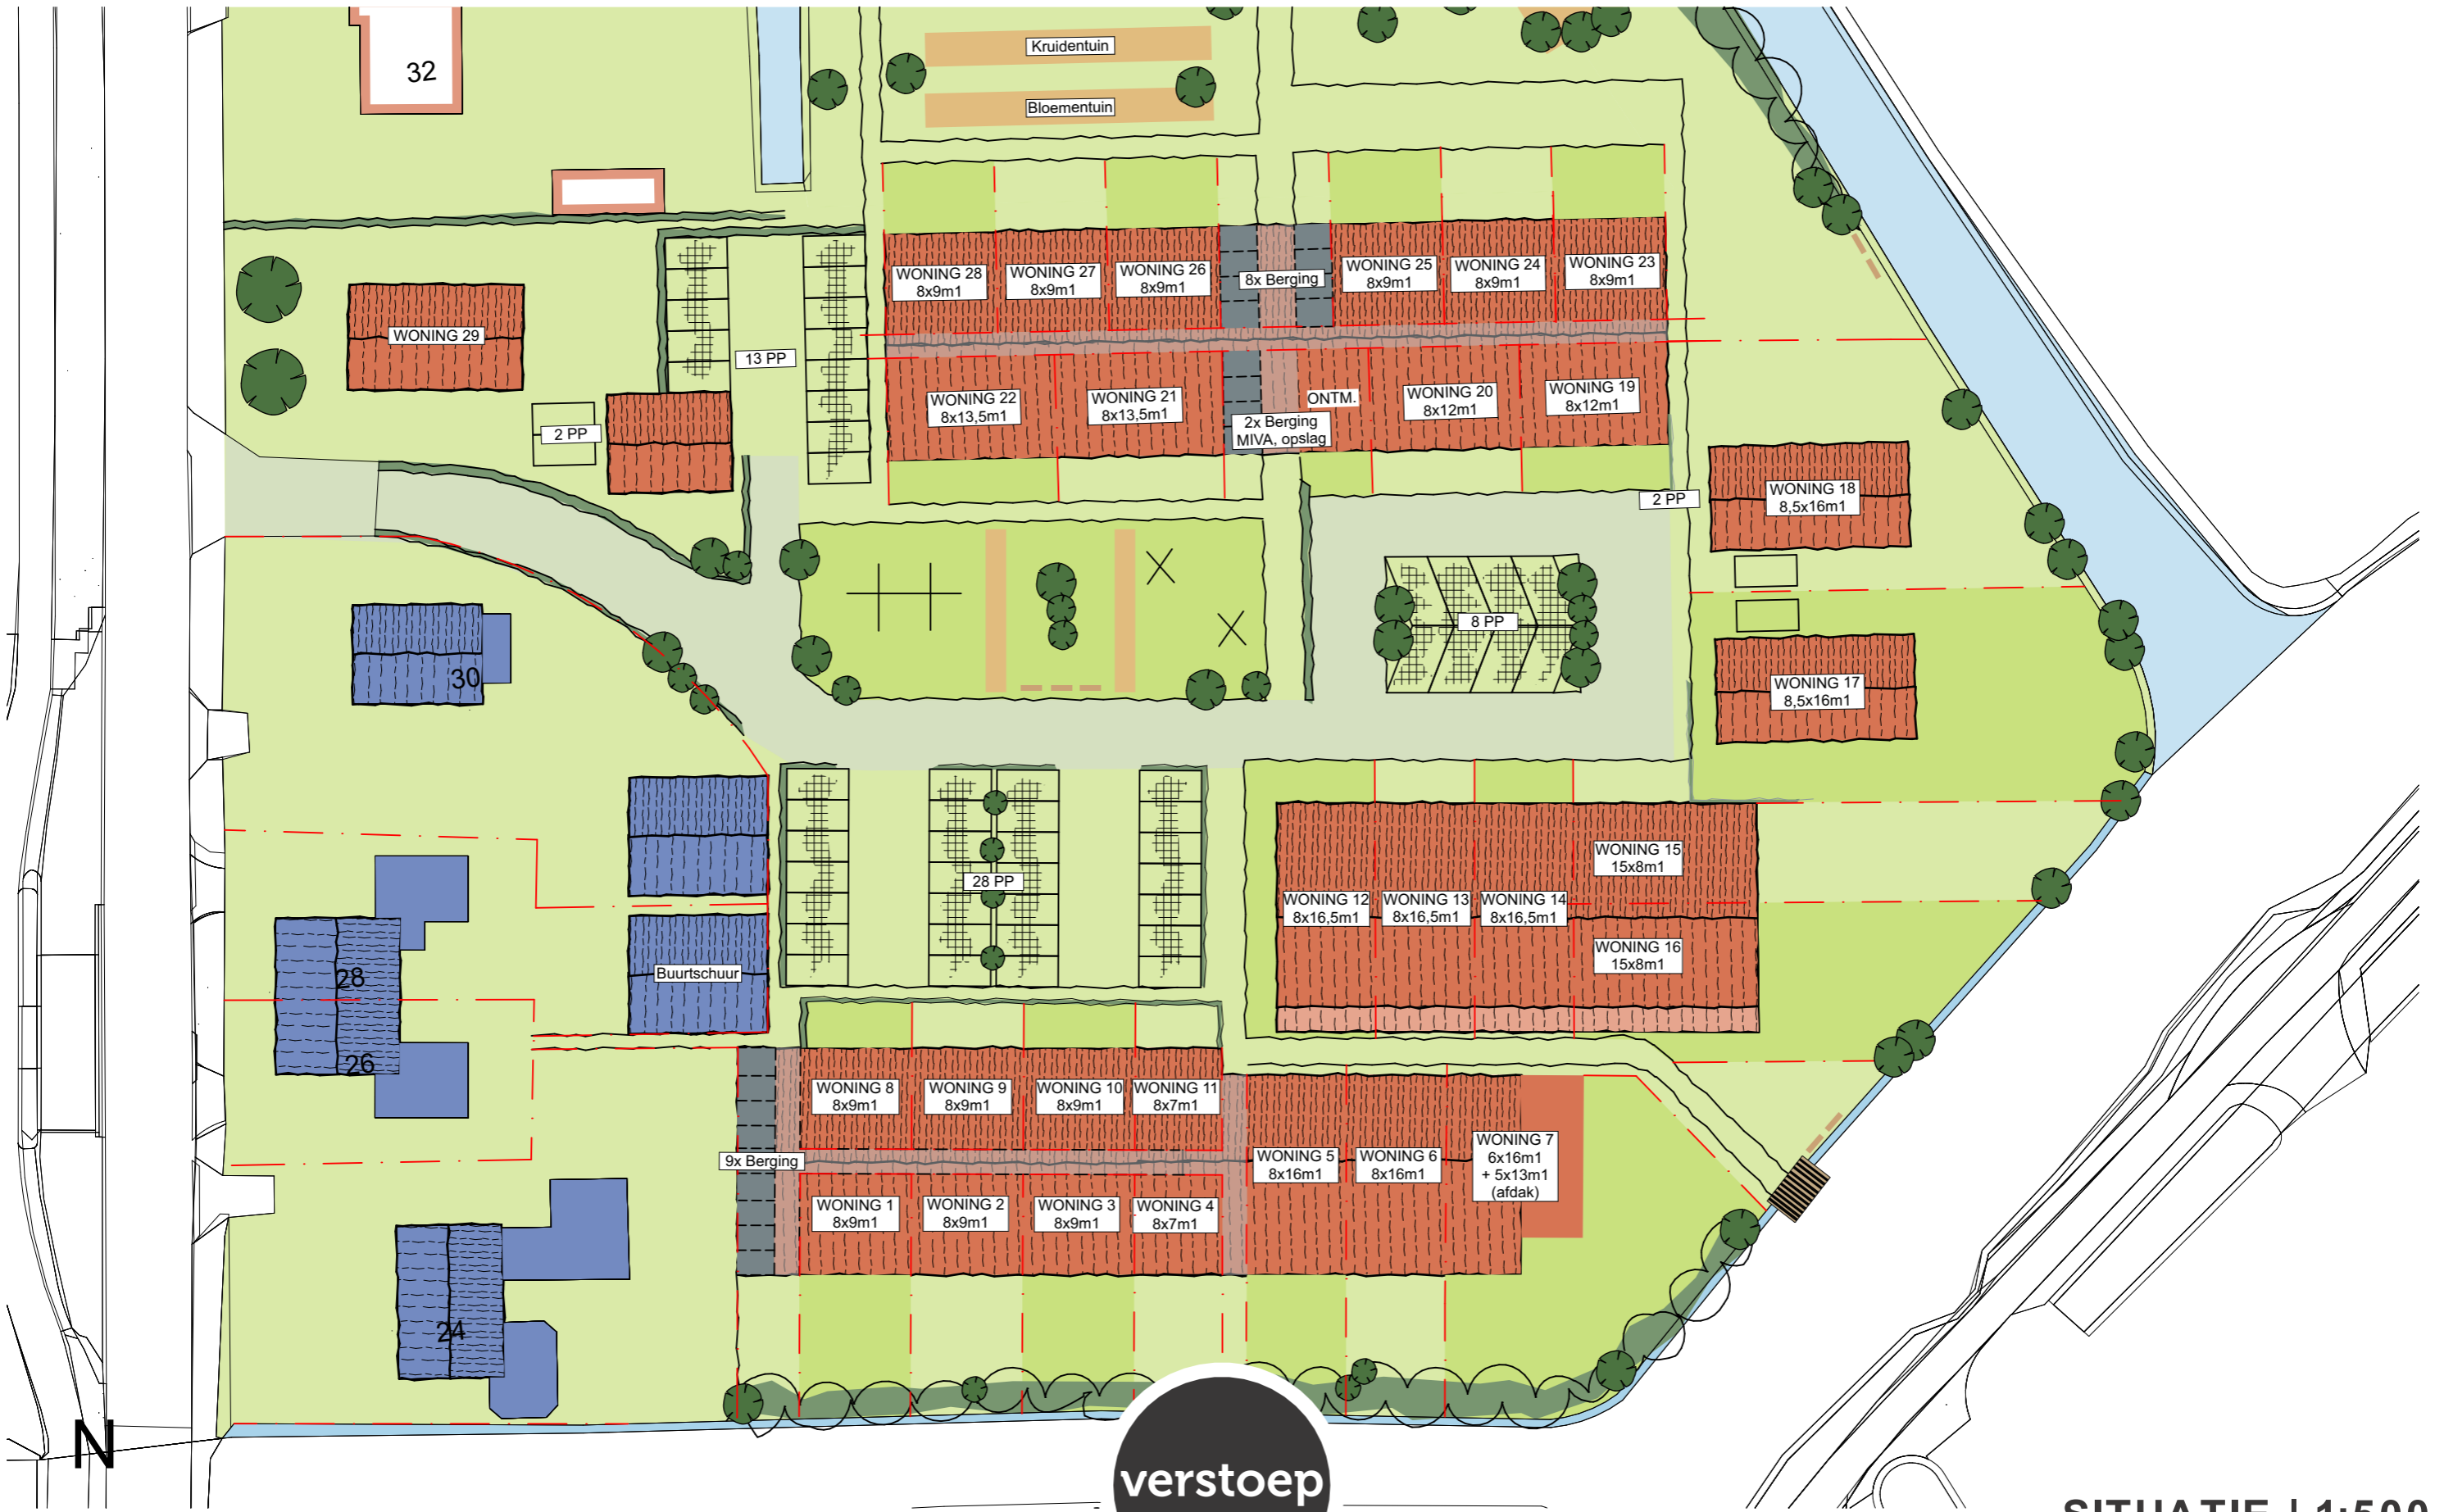 Kruidentuin
32
Bloementuin
WONING 28
8x9m1
WONING 27
8x9m1
WONING 26
8x9m1
8x Berging
WONING 25
8x9m1
WONING 24
8x9m1
WONING 23
8x9m1
WONING 29
13 PP
2 PP
WONING 22
8x13,5m1
WONING 21
8x13,5m1
2x Berging
MIVA, opslag
ONTM.
WONING 20
8x12m1
WONING 19
8x12m1
2 PP
WONING 18
8,5x16m1
8 PP
30
WONING 17
8,5x16m1
28 PP
WONING 15
15x8m1
WONING 12
8x16,5m1
WONING 13
8x16,5m1
WONING 14
8x16,5m1
WONING 16
15x8m1
Buurtschuur
28
26
WONING 8
8x9m1
WONING 9
8x9m1
WONING 10
8x9m1
WONING 11
8x7m1
9x Berging
WONING 5
8x16m1
WONING 6
8x16m1
WONING 7
6x16m1
+ 5x13m1
(afdak)
WONING 1
8x9m1
WONING 2
8x9m1
WONING 3
8x9m1
WONING 4
8x7m1
24
N
verstoep
SITUATIE | 1:500